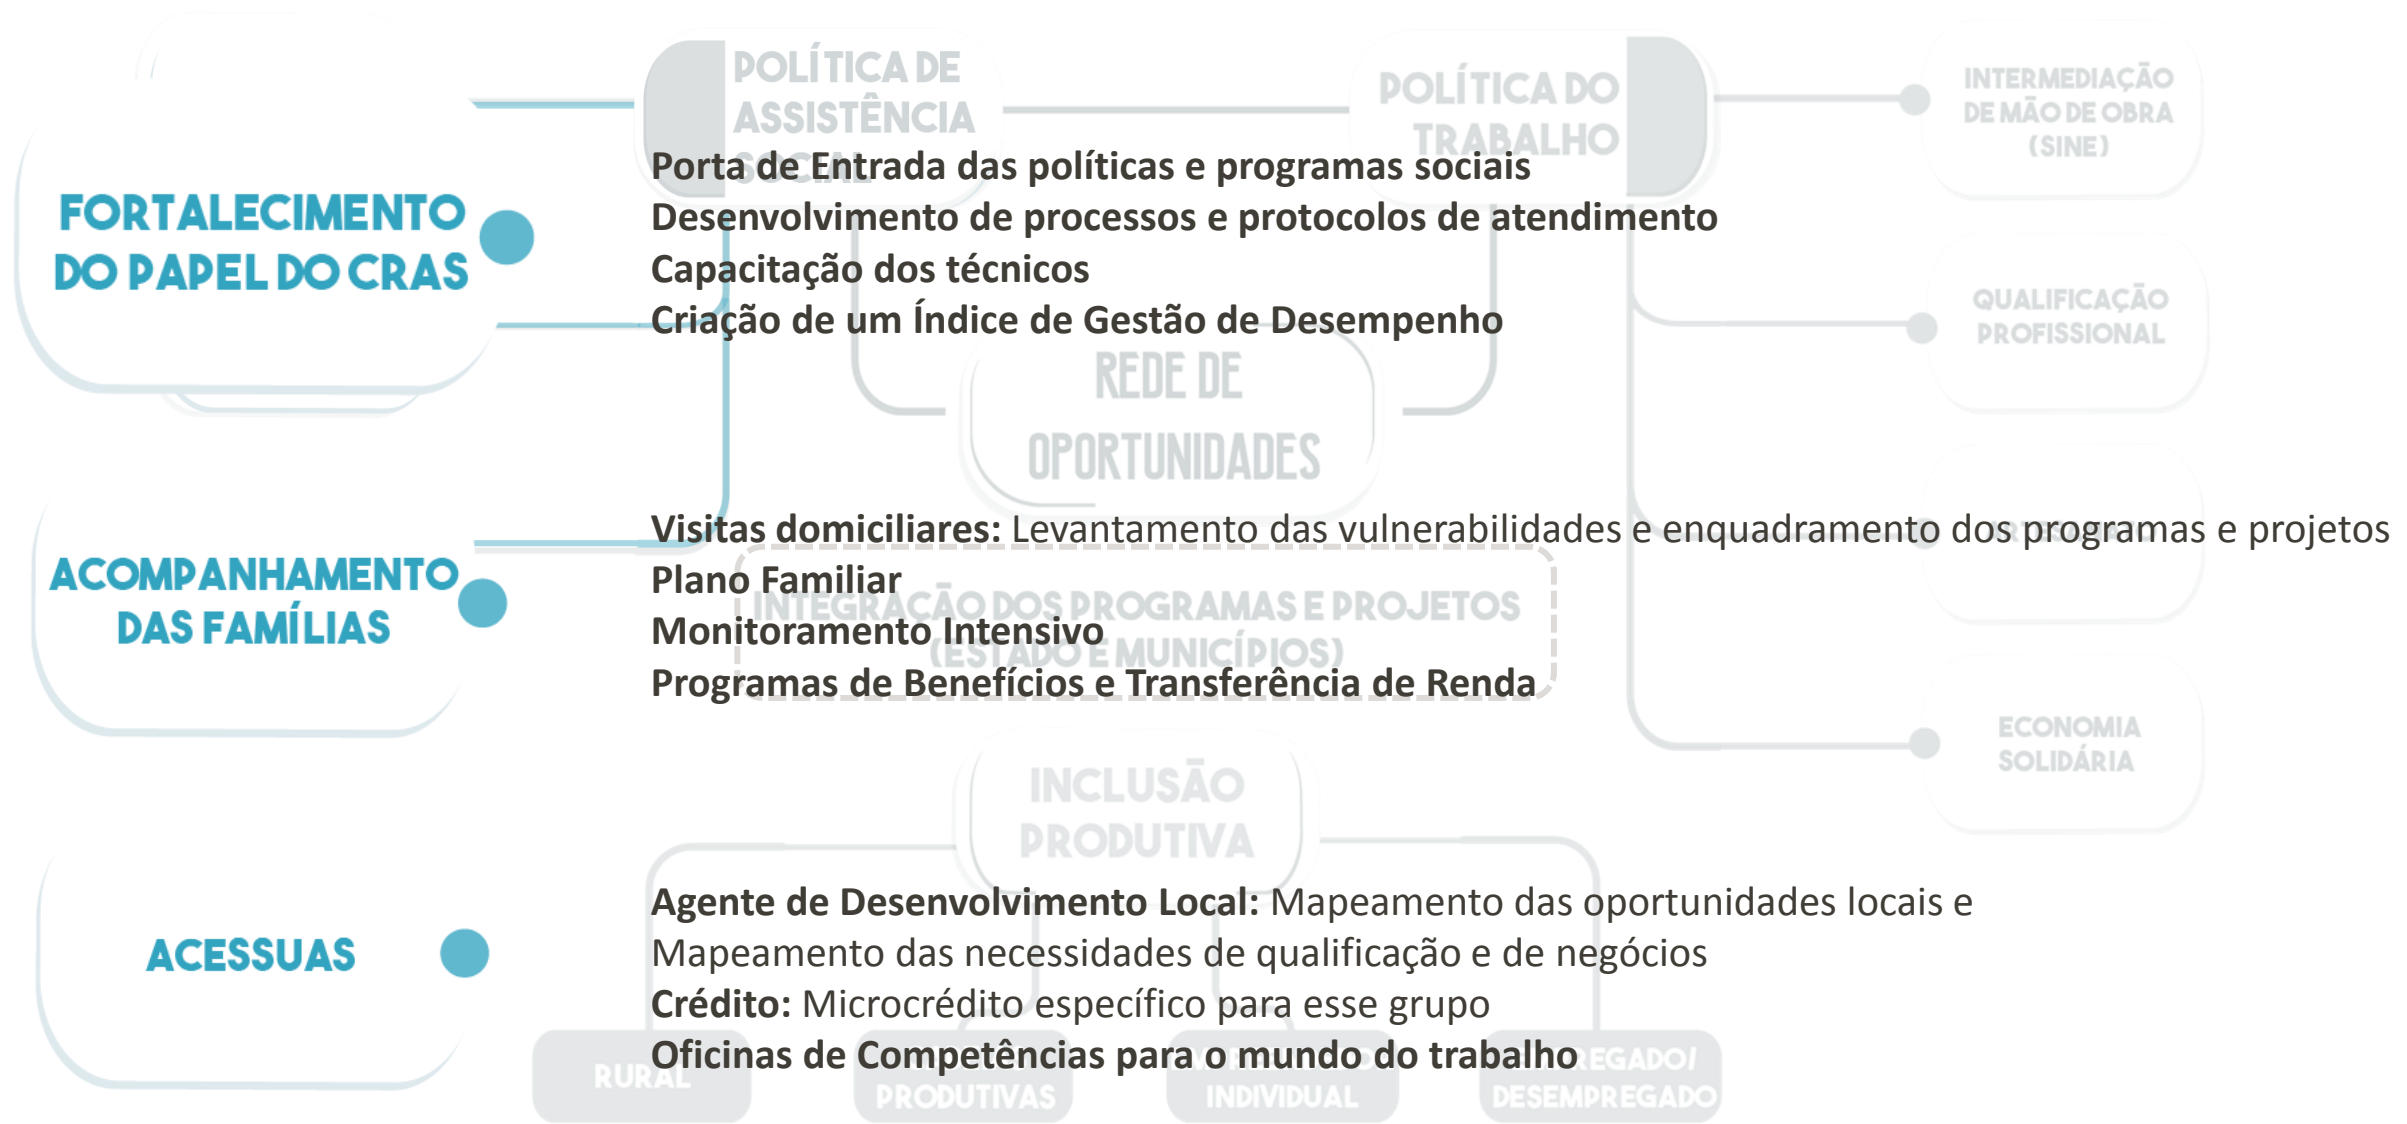 POLÍTICA DE
ASSISTÊNCIA
SOCIAL
POLÍTICA DO
TRABALHO
INTERMEDIAÇÃO
DE MÃO DE OBRA
(SINE)
FORTALECIMENTO
DO PAPEL DO CRAS
Porta de Entrada das políticas e programas sociais
Desenvolvimento de processos e protocolos de atendimento
Capacitação dos técnicos
Criação de um Índice de Gestão de Desempenho
QUALIFICAÇÃO
PROFISSIONAL
REDE DE
OPORTUNIDADES
ACOMPANHAMENTO
DAS FAMÍLIAS
Visitas domiciliares: Levantamento das vulnerabilidades e enquadramento dos programas e projetos
Plano Familiar
Monitoramento Intensivo
Programas de Benefícios e Transferência de Renda
INTEGRAÇÃO DOS PROGRAMAS E PROJETOS
(ESTADO E MUNICÍPIOS)
ECONOMIA
SOLIDÁRIA
INCLUSÃO
PRODUTIVA
ACESSUAS
Agente de Desenvolvimento Local: Mapeamento das oportunidades locais e
Mapeamento das necessidades de qualificação e de negócios
Crédito: Microcrédito específico para esse grupo
Oficinas de Competências para o mundo do trabalho
RURAL
PRODUTIVAS
INDIVIDUAL
DESEMPREGADO